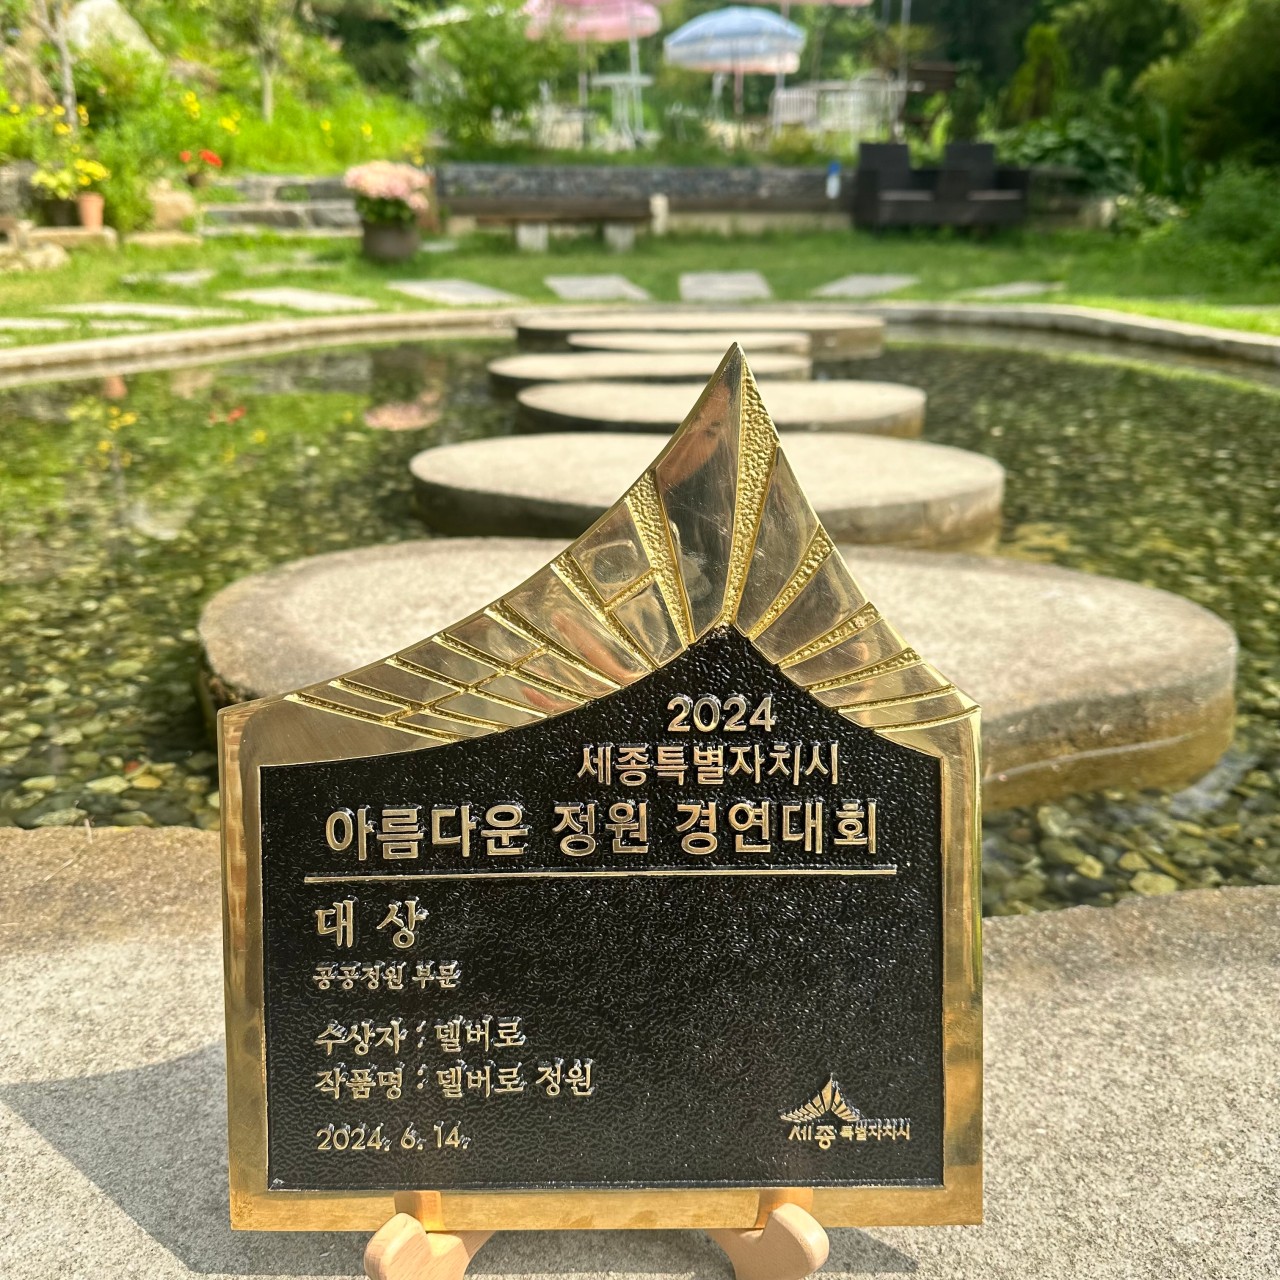 2024
세종특별자치시
아름다운 정원 경연대회
대 상
공공정원 부문
수상자 : 델버로
작품명 : 델버로 정원
2024. 6. 14.
세종특별자치시